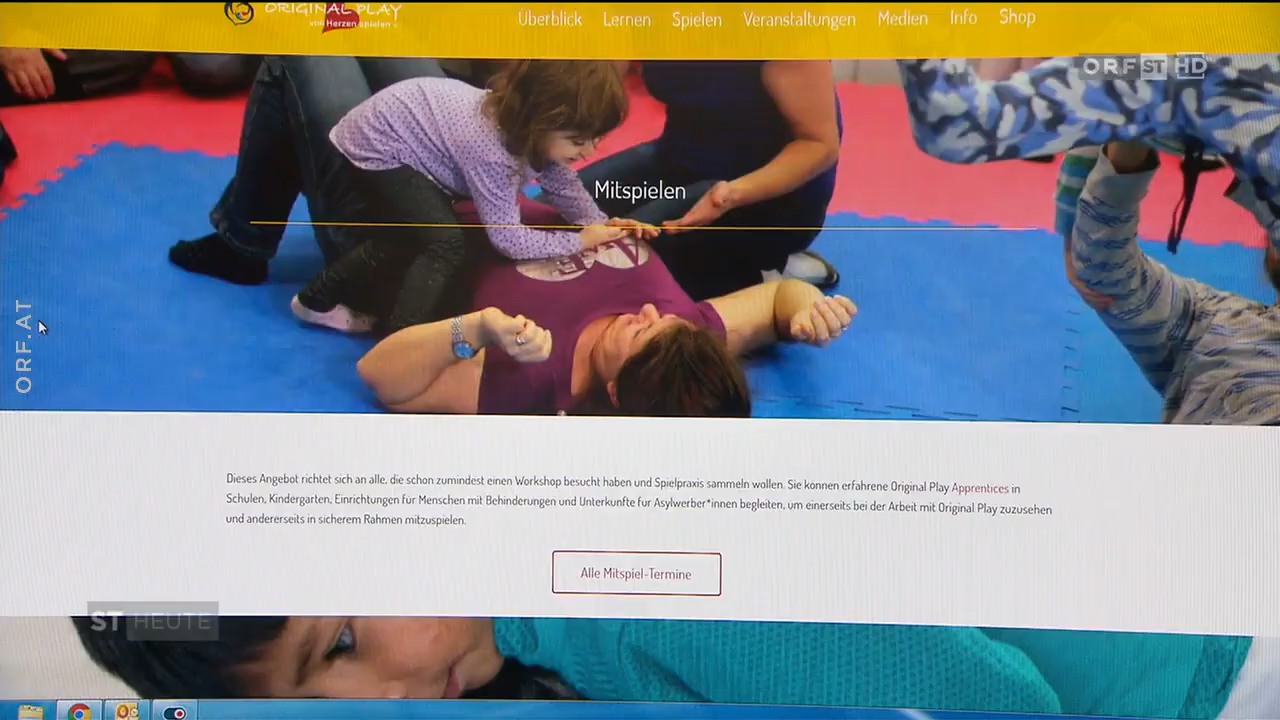 ORIGINAL PLAY
von Herzen spielen
Überblick Lernen Spielen Veranstaltungen Medien Info Shop
ORF ST HD
Mitspielen
ORF.AT
Dieses Angebot richtet sich an alle, die schon zumindest einen Workshop besucht haben und Spielpraxis sammeln wollen. Sie können erfahrene Original Play Apprentices in
Schulen, Kindergarten, Einrichtungen für Menschen mit Behinderungen und Unterkünfte für Asylwerber*innen begleiten, um einerseits bei der Arbeit mit Original Play zuzusehen
und andererseits in sicherem Rahmen mitzuspielen.
Alle Mitspiel-Termine
ST HEUTE